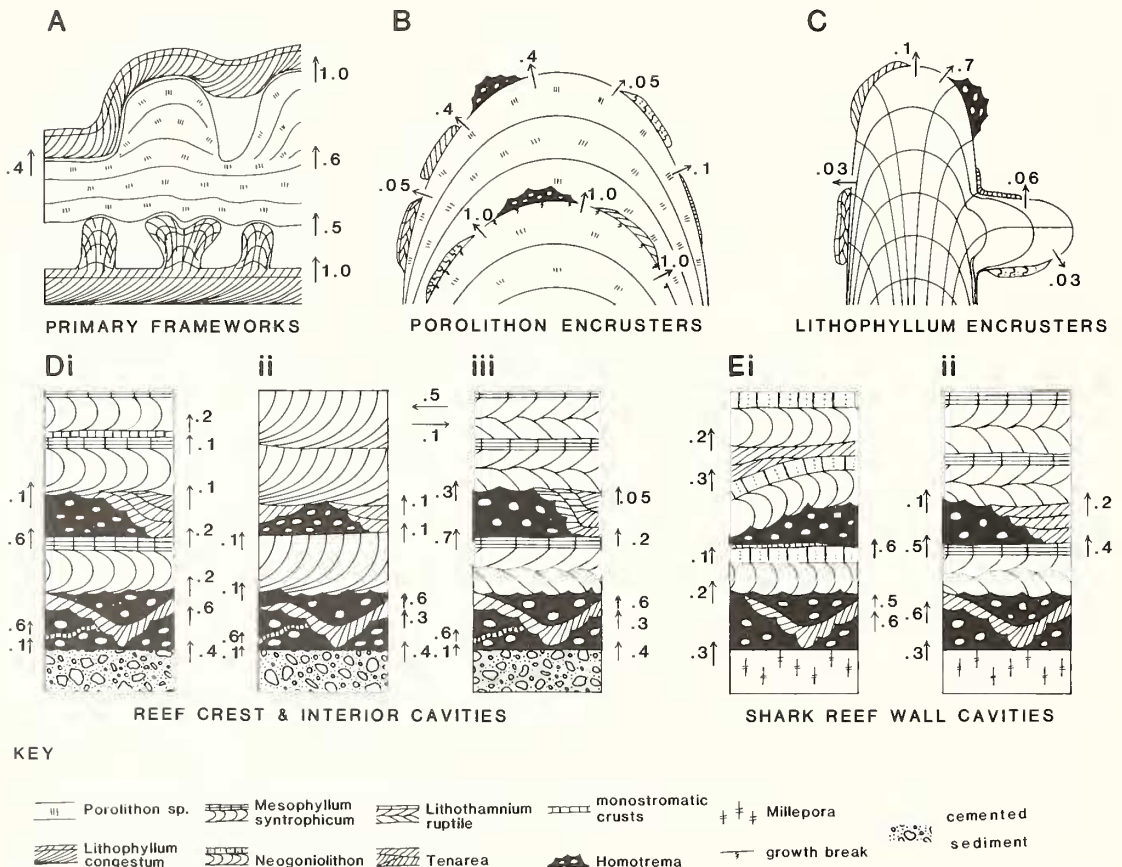 A
B
C
1.0
.4
.6
.5
1.0
PRIMARY FRAMEWORKS
.4
.4
.05
.05
.1
1.0
1.0
1.0
POROLITHON ENCRUSTERS
.1
.7
.03
.06
.03
LITHOPHYLLUM ENCRUSTERS
Di
ii
iii
Ei
ii
.2
.1
.1
.1
.6
.2
.2
.6
.6
.1
.4
.1
.1
.1
.6
.3
.6
.1
.4
.5
.1
.3
.05
.7
.2
.6
.3
.6
.1
.4
.2
.3
.1
.6
.2
.5
.6
.3
.1
.2
.5
.4
.6
.3
REEF CREST & INTERIOR CAVITIES
SHARK REEF WALL CAVITIES
KEY
Porolithon sp.
Mesophyllum syntrophicum
Lithothamnium ruptile
monostromatic crusts
Millepora
cemented sediment
Lithophyllum congestum
Neogoniolithon
Tenarea
Homotrema
growth break